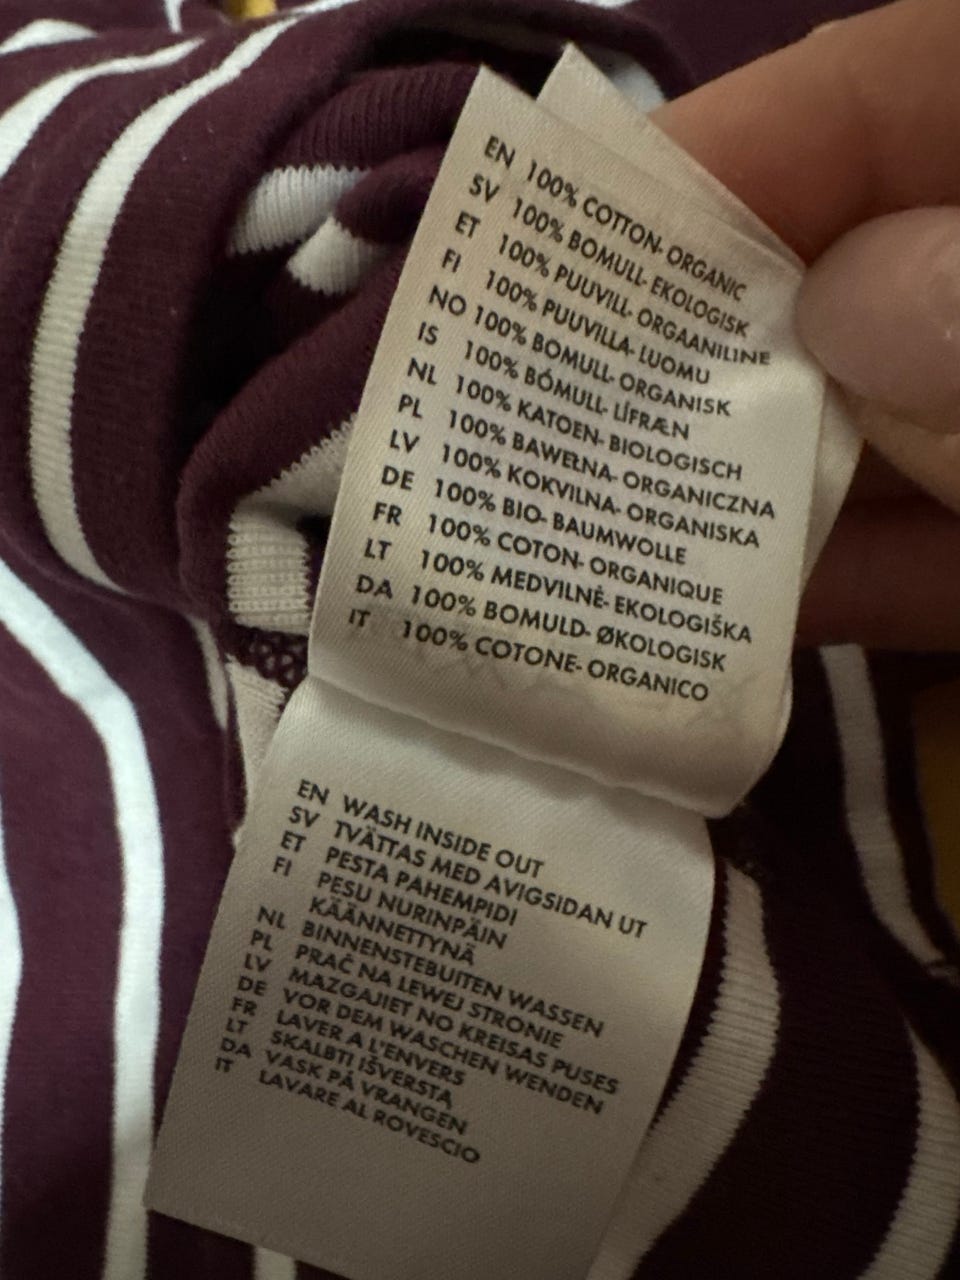 EN 100% COTTON- ORGANIC
SV 100% BOMULL- EKOLOGISK
ET 100% PUUVILL- ORGAANILINE
FI 100% PUUVILLA- LUOMU
NO 100% BOMULL- ORGANISK
IS 100% BÓMULL- LÍFRÆN
NL 100% KATOEN- BIOLOGISCH
PL 100% BAWEŁNA- ORGANICZNA
LV 100% KOKVILNA- ORGANISKA
DE 100% BIO- BAUMWOLLE
FR 100% COTON- ORGANIQUE
LT 100% MEDVILNĖ- EKOLOGIŠKA
DA 100% BOMULD- ØKOLOGISK
IT 100% COTONE- ORGANICO
EN WASH INSIDE OUT
SV TVÄTTAS MED AVIGSIDAN UT
ET PESTA PAHEMPIDI
FI PESU NURINPÄIN
KÄÄNNETTYNÄ
NL BINNENSTEBUITEN WASSEN
PL PRAĆ NA LEWEJ STRONIE
LV MAZGAJIET NO KREISAS PUSES
DE VOR DEM WASCHEN WENDEN
FR LAVER A L'ENVERS
LT SKALBTI IŠVERSTĄ
DA VASK PÅ VRANGEN
IT LAVARE AL ROVESCIO